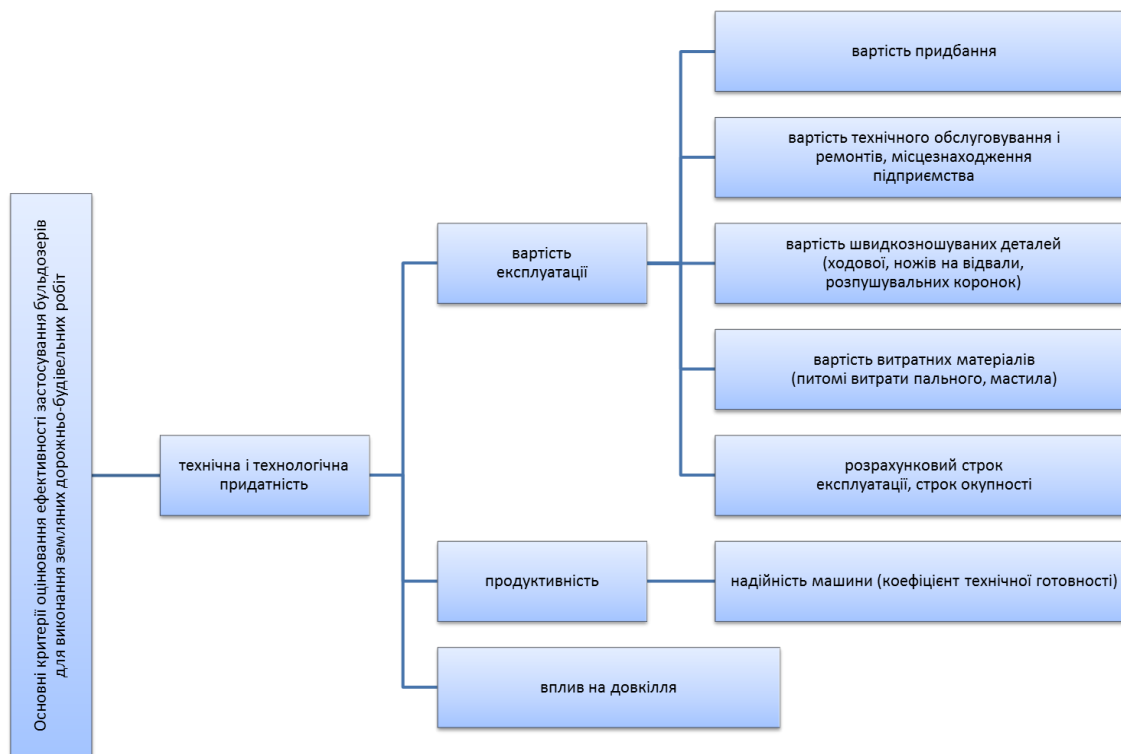 Основні критерії оцінювання ефективності застосування бульдозерів
для виконання земляних дорожньо-будівельних робіт
технічна і технологічна
придатність
вартість
експлуатації
вартість придбання
вартість технічного обслуговування і
ремонтів, місцезнаходження
підприємства
вартість швидкозношуваних деталей
(ходової, ножів на відвали,
розпушувальних коронок)
вартість витратних матеріалів
(питомі витрати пального, мастила)
розрахунковий строк
експлуатації, строк окупності
продуктивність
надійність машини (коефіцієнт технічної готовності)
вплив на довкілля